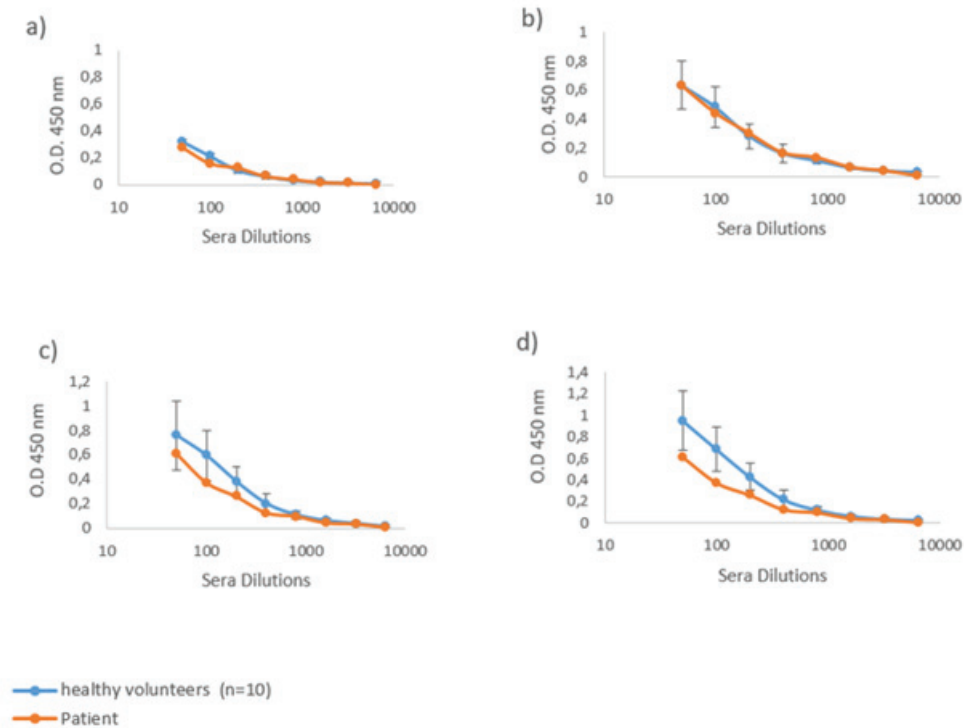 a)
1
0,8
0,6
0,4
0,2
0
O.D. 450 nm
10 100 1000 10000
Sera Dilutions
b)
1
0,8
0,6
0,4
0,2
0
O.D. 450 nm
10 100 1000 10000
Sera Dilutions
c)
1,2
1
0,8
0,6
0,4
0,2
0
O.D 450 nm
10 100 1000 10000
Sera Dilutions
d)
1,4
1,2
1
0,8
0,6
0,4
0,2
0
O.D 450 nm
10 100 1000 10000
Sera Dilutions
healthy volunteers (n=10)
Patient